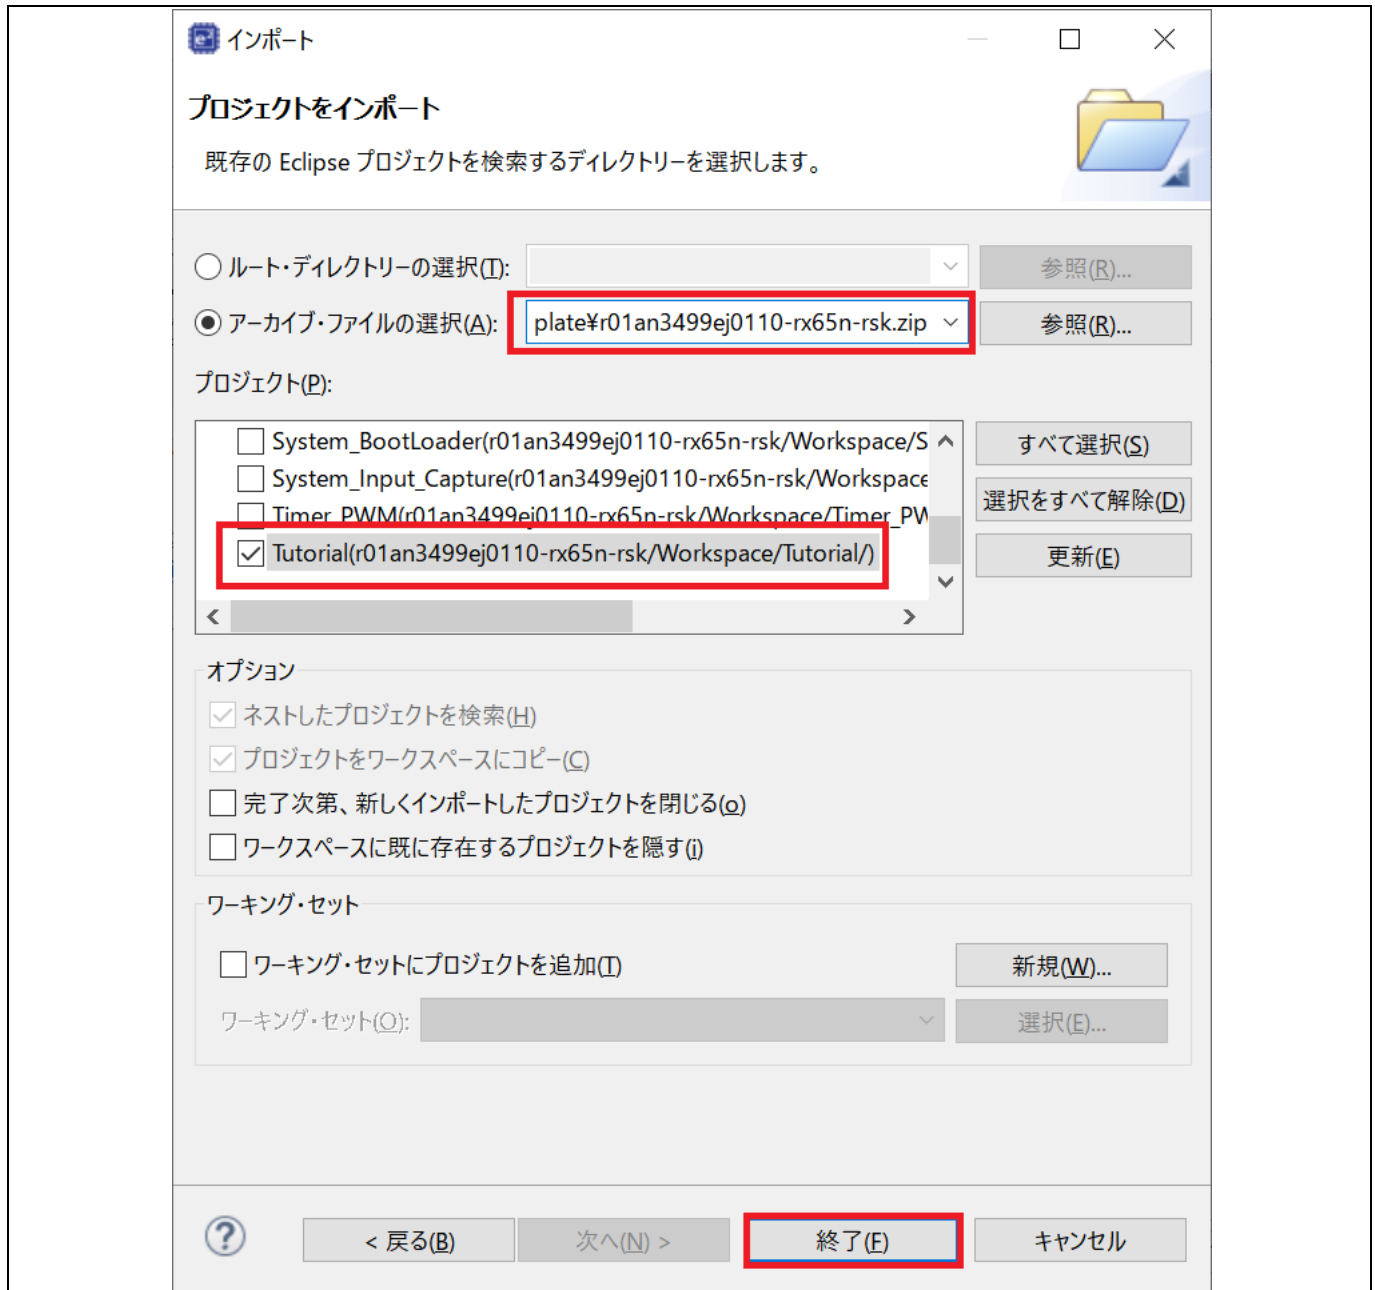 インポート
プロジェクトをインポート
既存の Eclipse プロジェクトを検索するディレクトリーを選択します。
ルート・ディレクトリーの選択(T):
参照(R)...
アーカイブ・ファイルの選択(A):
plate¥r01an3499ej0110-rx65n-rsk.zip
参照(R)...
プロジェクト(P):
System_BootLoader(r01an3499ej0110-rx65n-rsk/Workspace/S
System_Input_Capture(r01an3499ej0110-rx65n-rsk/Workspace
Timer_PWM(r01an3499ej0110-rx65n-rsk/Workspace/Timer_PW
Tutorial(r01an3499ej0110-rx65n-rsk/Workspace/Tutorial/)
すべて選択(S)
選択をすべて解除(D)
更新(E)
オプション
ネストしたプロジェクトを検索(H)
プロジェクトをワークスペースにコピー(C)
完了次第、新しくインポートしたプロジェクトを閉じる(o)
ワークスペースに既に存在するプロジェクトを隠す(i)
ワーキング・セット
ワーキング・セットにプロジェクトを追加(T)
新規(W)...
ワーキング・セット(O):
選択(E)...
?
< 戻る(B)
次へ(N) >
終了(F)
キャンセル